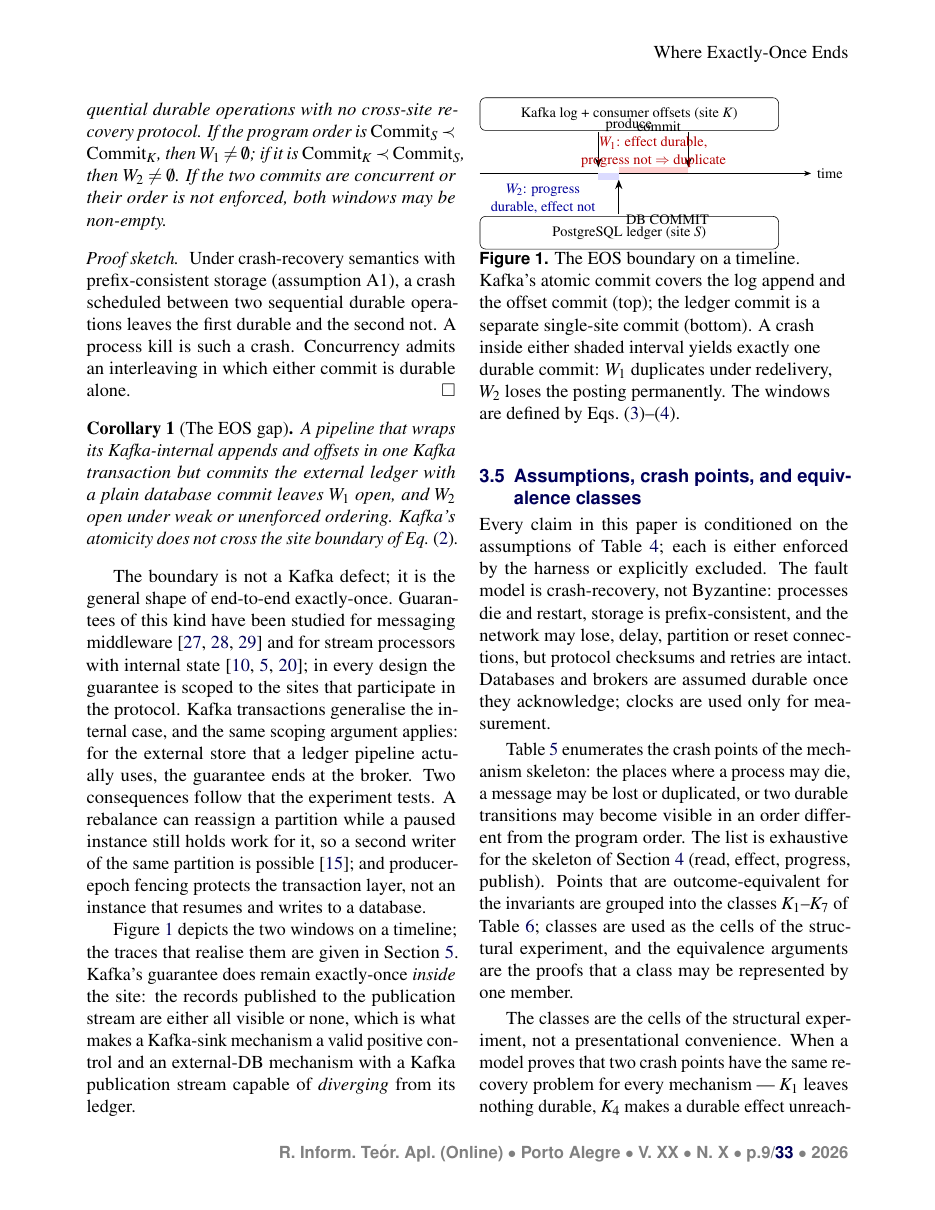 Where Exactly-Once Ends
quential durable operations with no cross-site re-
covery protocol. If the program order is Commit_S ≺
Commit_K, then W_1 ≠ ∅; if it is Commit_K ≺ Commit_S,
then W_2 ≠ ∅. If the two commits are concurrent or
their order is not enforced, both windows may be
non-empty.
Proof sketch. Under crash-recovery semantics with
prefix-consistent storage (assumption A1), a crash
scheduled between two sequential durable opera-
tions leaves the first durable and the second not. A
process kill is such a crash. Concurrency admits
an interleaving in which either commit is durable
alone. □
Corollary 1 (The EOS gap). A pipeline that wraps
its Kafka-internal appends and offsets in one Kafka
transaction but commits the external ledger with
a plain database commit leaves W_1 open, and W_2
open under weak or unenforced ordering. Kafka's
atomicity does not cross the site boundary of Eq. (2).
The boundary is not a Kafka defect; it is the
general shape of end-to-end exactly-once. Guaran-
tees of this kind have been studied for messaging
middleware [27, 28, 29] and for stream processors
with internal state [10, 5, 20]; in every design the
guarantee is scoped to the sites that participate in
the protocol. Kafka transactions generalise the in-
ternal case, and the same scoping argument applies:
for the external store that a ledger pipeline actu-
ally uses, the guarantee ends at the broker. Two
consequences follow that the experiment tests. A
rebalance can reassign a partition while a paused
instance still holds work for it, so a second writer
of the same partition is possible [15]; and producer-
epoch fencing protects the transaction layer, not an
instance that resumes and writes to a database.
Figure 1 depicts the two windows on a timeline;
the traces that realise them are given in Section 5.
Kafka's guarantee does remain exactly-once inside
the site: the records published to the publication
stream are either all visible or none, which is what
makes a Kafka-sink mechanism a valid positive con-
trol and an external-DB mechanism with a Kafka
publication stream capable of diverging from its
ledger.
Kafka log + consumer offsets (site K)
produce
commit
W_1: effect durable,
progress not ⇒ duplicate
time
W_2: progress
durable, effect not
DB COMMIT
PostgreSQL ledger (site S)
Figure 1. The EOS boundary on a timeline.
Kafka's atomic commit covers the log append and
the offset commit (top); the ledger commit is a
separate single-site commit (bottom). A crash
inside either shaded interval yields exactly one
durable commit: W_1 duplicates under redelivery,
W_2 loses the posting permanently. The windows
are defined by Eqs. (3)–(4).
3.5 Assumptions, crash points, and equiv-
alence classes
Every claim in this paper is conditioned on the
assumptions of Table 4; each is either enforced
by the harness or explicitly excluded. The fault
model is crash-recovery, not Byzantine: processes
die and restart, storage is prefix-consistent, and the
network may lose, delay, partition or reset connec-
tions, but protocol checksums and retries are intact.
Databases and brokers are assumed durable once
they acknowledge; clocks are used only for mea-
surement.
Table 5 enumerates the crash points of the mech-
anism skeleton: the places where a process may die,
a message may be lost or duplicated, or two durable
transitions may become visible in an order differ-
ent from the program order. The list is exhaustive
for the skeleton of Section 4 (read, effect, progress,
publish). Points that are outcome-equivalent for
the invariants are grouped into the classes K_1–K_7 of
Table 6; classes are used as the cells of the struc-
tural experiment, and the equivalence arguments
are the proofs that a class may be represented by
one member.
The classes are the cells of the structural exper-
iment, not a presentational convenience. When a
model proves that two crash points have the same re-
covery problem for every mechanism — K_1 leaves
nothing durable, K_4 makes a durable effect unreach-
R. Inform. Teór. Apl. (Online) • Porto Alegre • V. XX • N. X • p.9/33 • 2026